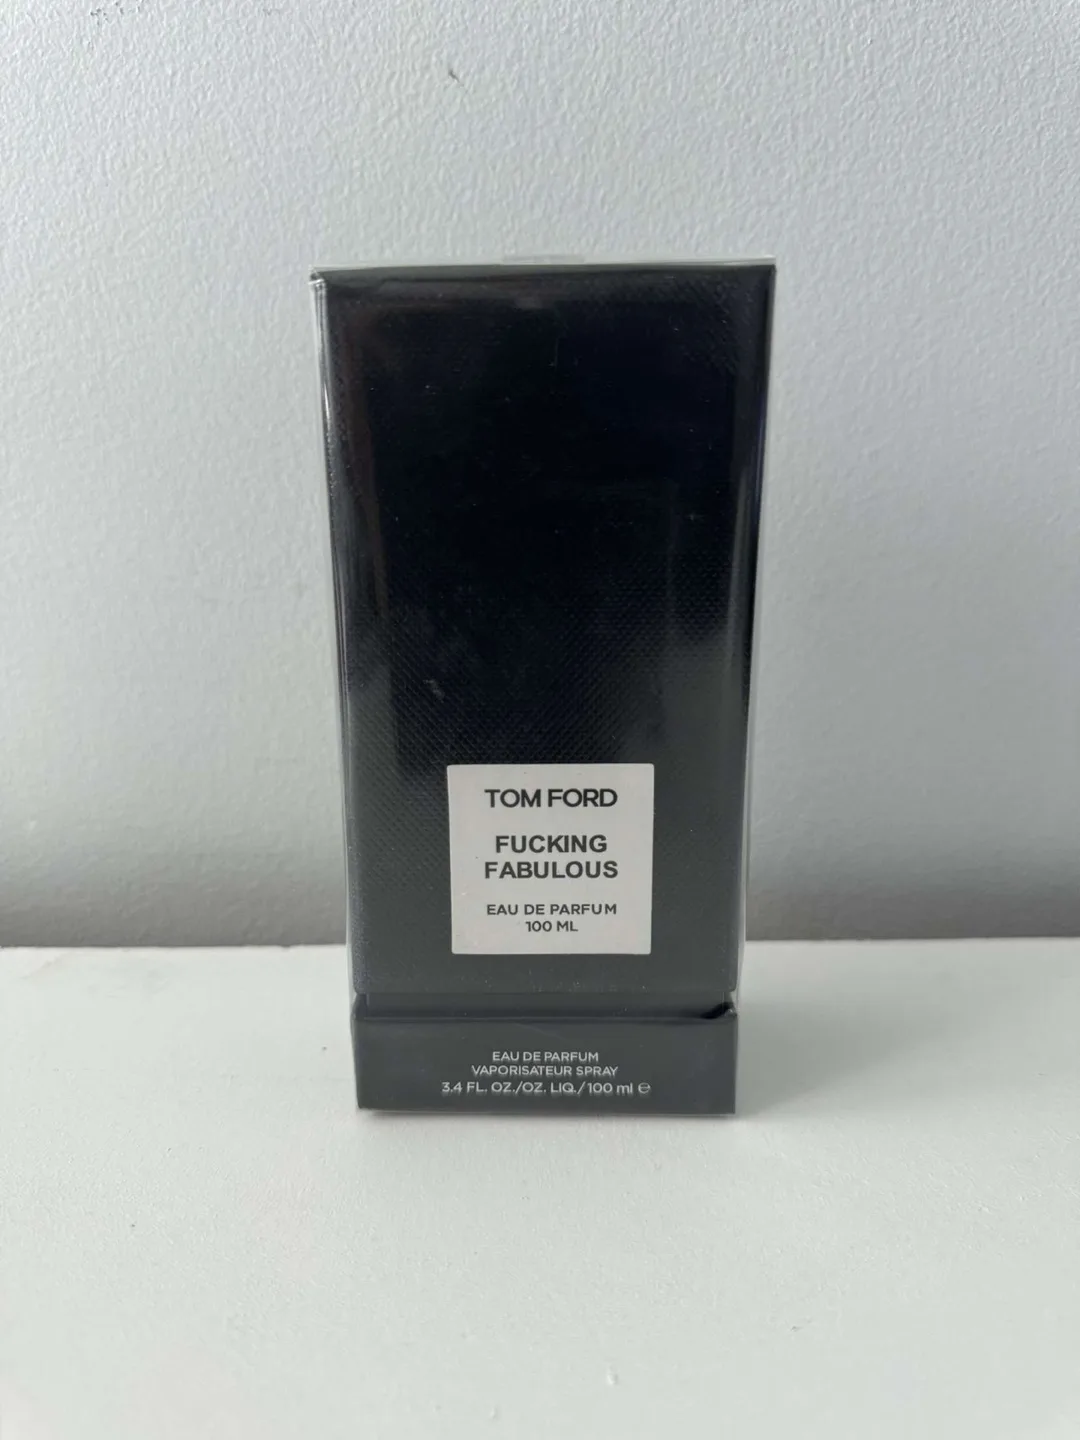 TOM FORD
FUCKING
FABULOUS
EAU DE PARFUM
100 ML
EAU DE PARFUM
VAPORISATEUR SPRAY
3.4 FL. OZ./OZ. LIQ./100 ml ℮